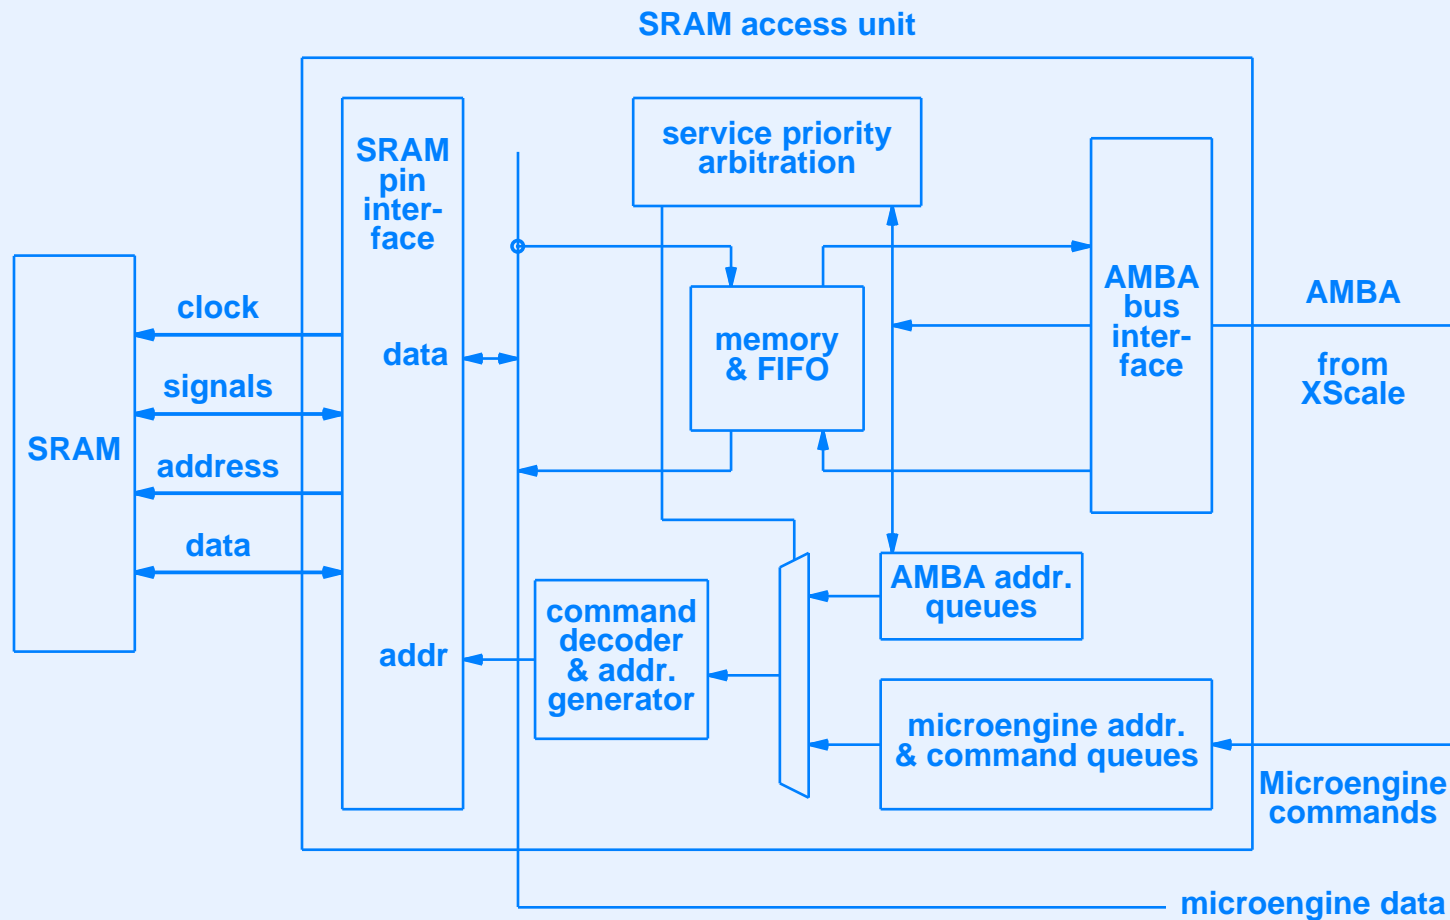 SRAM access unit
service priority
arbitration
SRAM
pin
inter-
face
AMBA
bus
inter-
face
AMBA
from
XScale
clock
signals
address
data
SRAM
data
memory
& FIFO
AMBA addr.
queues
command
decoder
& addr.
generator
addr
microengine addr.
& command queues
Microengine
commands
microengine data